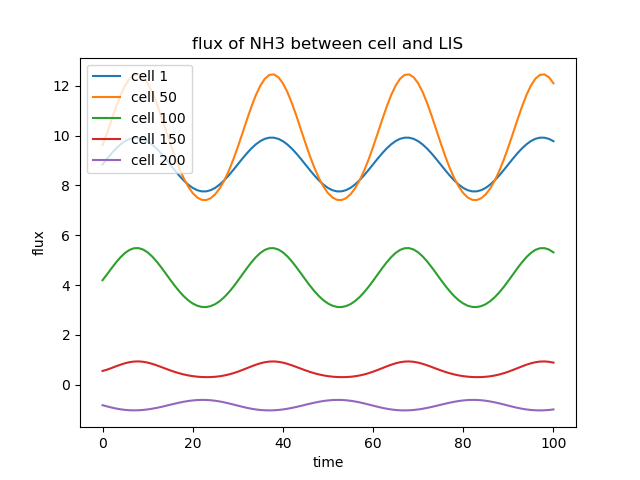 flux of NH3 between cell and LIS
cell 1
cell 50
cell 100
cell 150
cell 200
12
10
8
6
4
2
0
flux
0 20 40 60 80 100
time